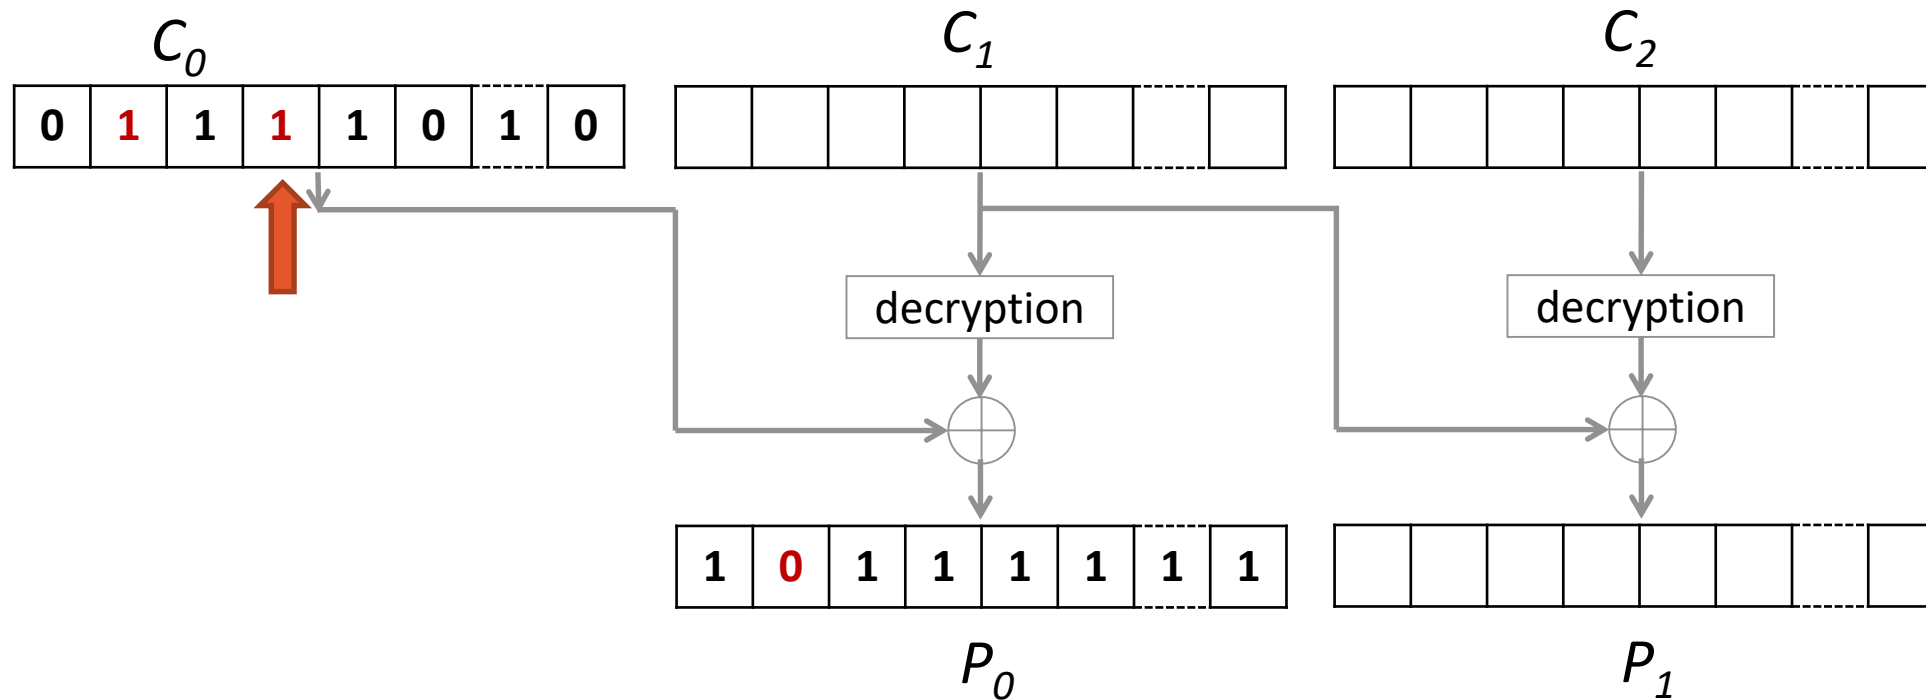 C0 C1 C2
0 1 1 1 1 0 1 0
decryption decryption
1 0 1 1 1 1 1 1
P0 P1